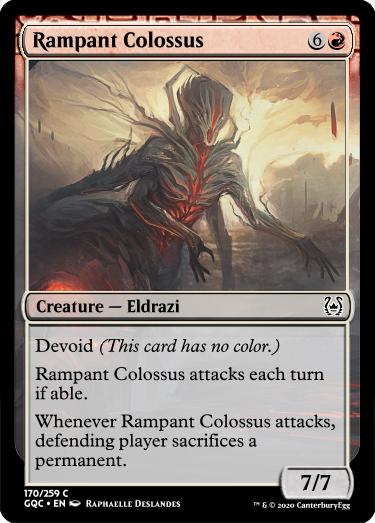 Rampant Colossus 6
Creature — Eldrazi
Devoid (This card has no color.)
Rampant Colossus attacks each turn
if able.
Whenever Rampant Colossus attacks,
defending player sacrifices a
permanent.
7/7
170/259 C
GQC • EN Raphaelle Deslandes
™ & © 2020 CanterburyEgg